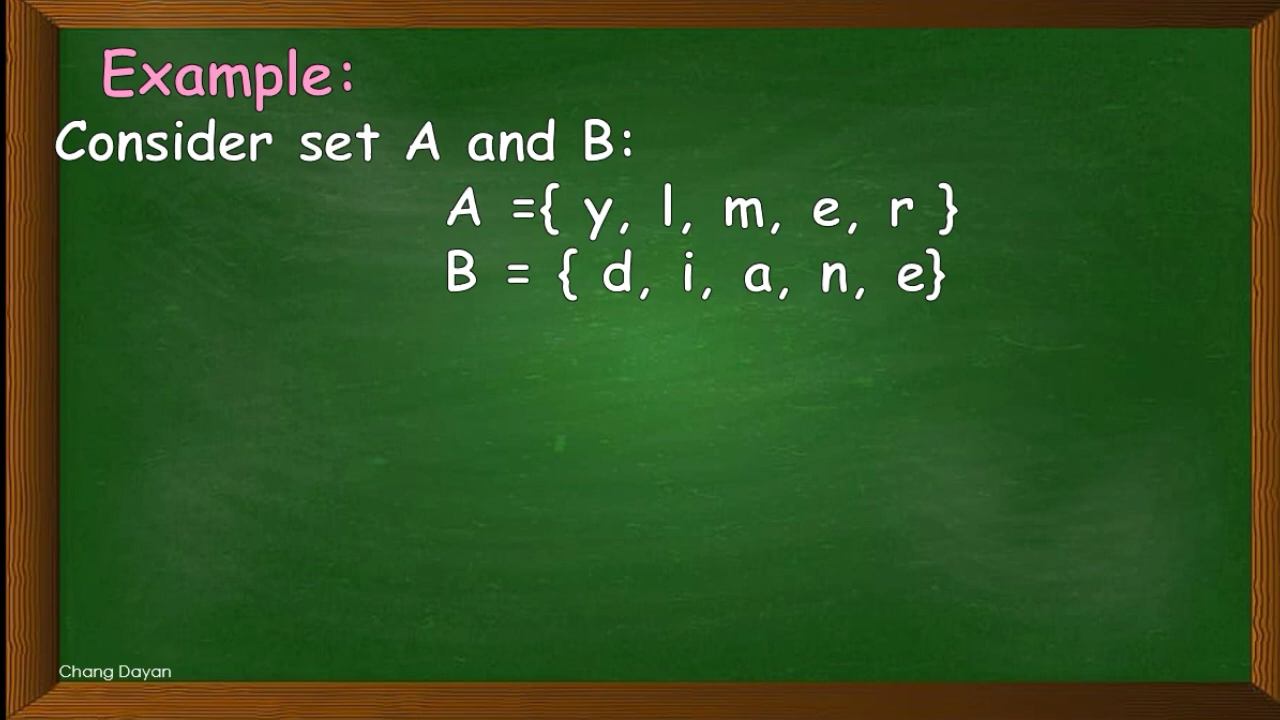 Example:
Consider set A and B:
A ={ y, l, m, e, r }
B = { d, i, a, n, e}
Chang Dayan